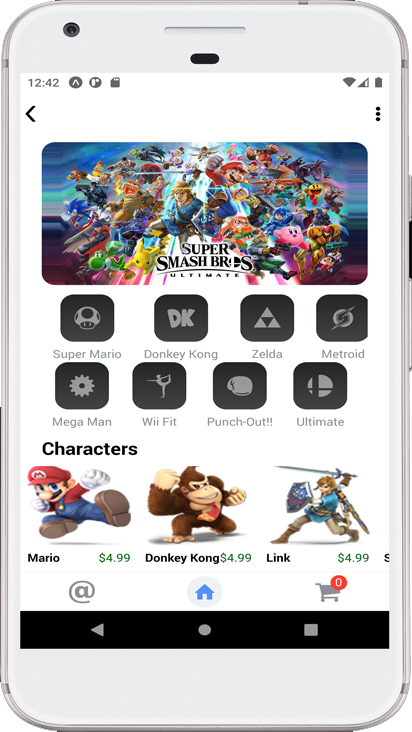 12:42
SUPER
SMASH BROS.
ULTIMATE
DK
Super Mario Donkey Kong Zelda Metroid
Mega Man Wii Fit Punch-Out!! Ultimate
Characters
Mario $4.99 Donkey Kong $4.99 Link $4.99 S
@ 0